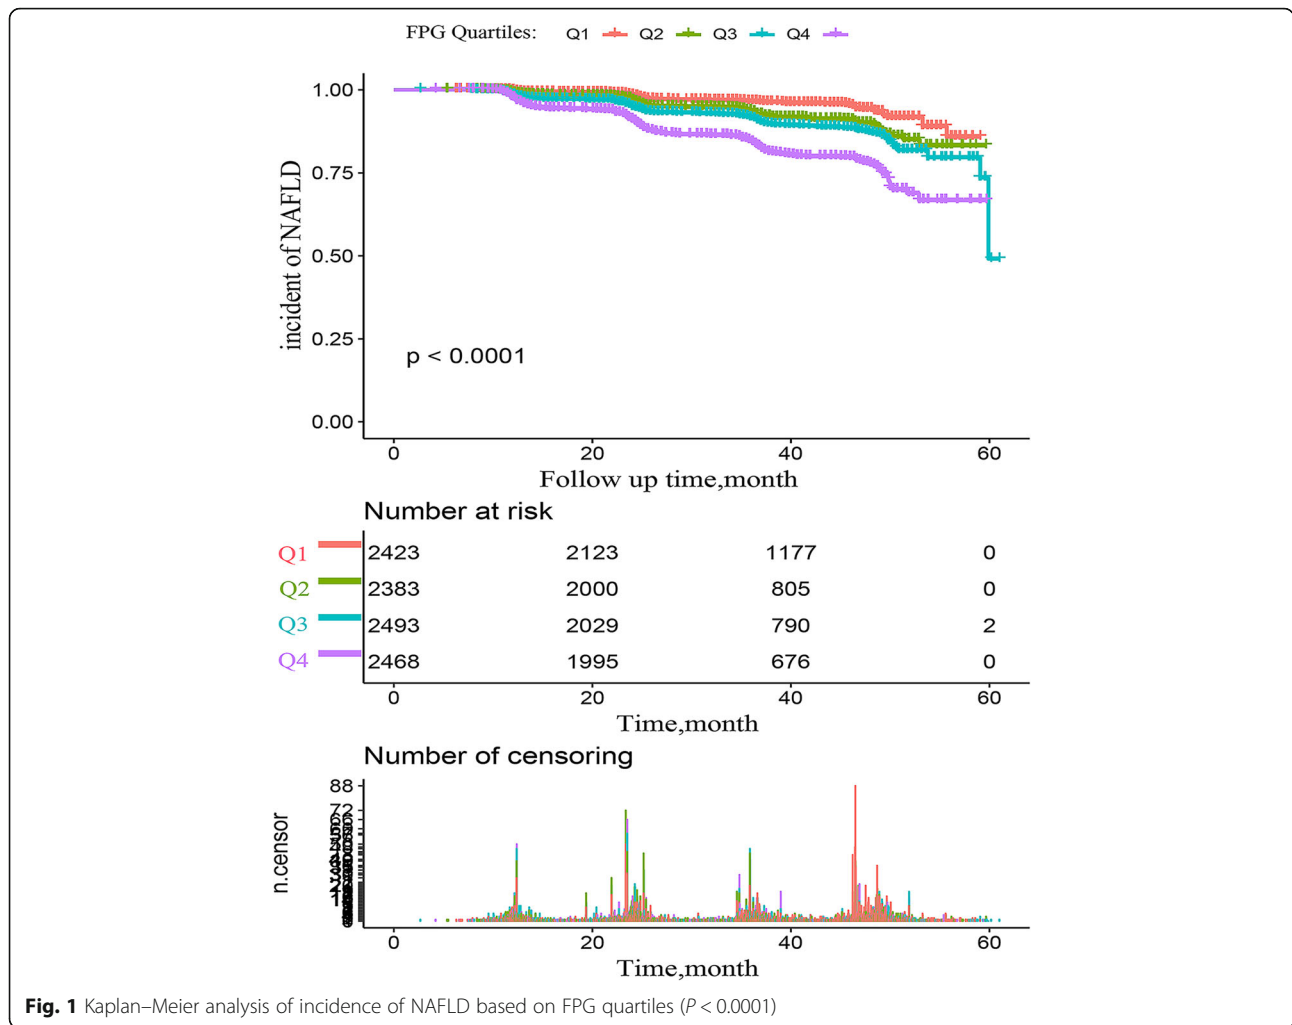 FPG Quartiles: Q1 Q2 Q3 Q4
incident of NAFLD
1.00
0.75
0.50
0.25
0.00
p < 0.0001
0 20 40 60
Follow up time,month
Number at risk
Q1 2423 2123 1177 0
Q2 2383 2000 805 0
Q3 2493 2029 790 2
Q4 2468 1995 676 0
0 20 40 60
Time,month
Number of censoring
n.censor
88
72
66
0 20 40 60
Time,month
Fig. 1 Kaplan–Meier analysis of incidence of NAFLD based on FPG quartiles (P < 0.0001)